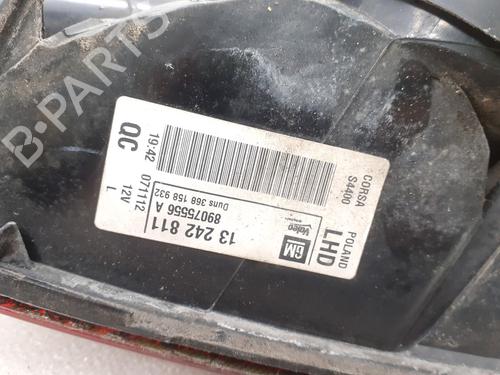 B-PARTS
CORSA
S4400
POLAND
LHD
19:42
QC
Valeo
GM
071112
12V
L
Duns 368 158 932
89075556 A
13 242 811